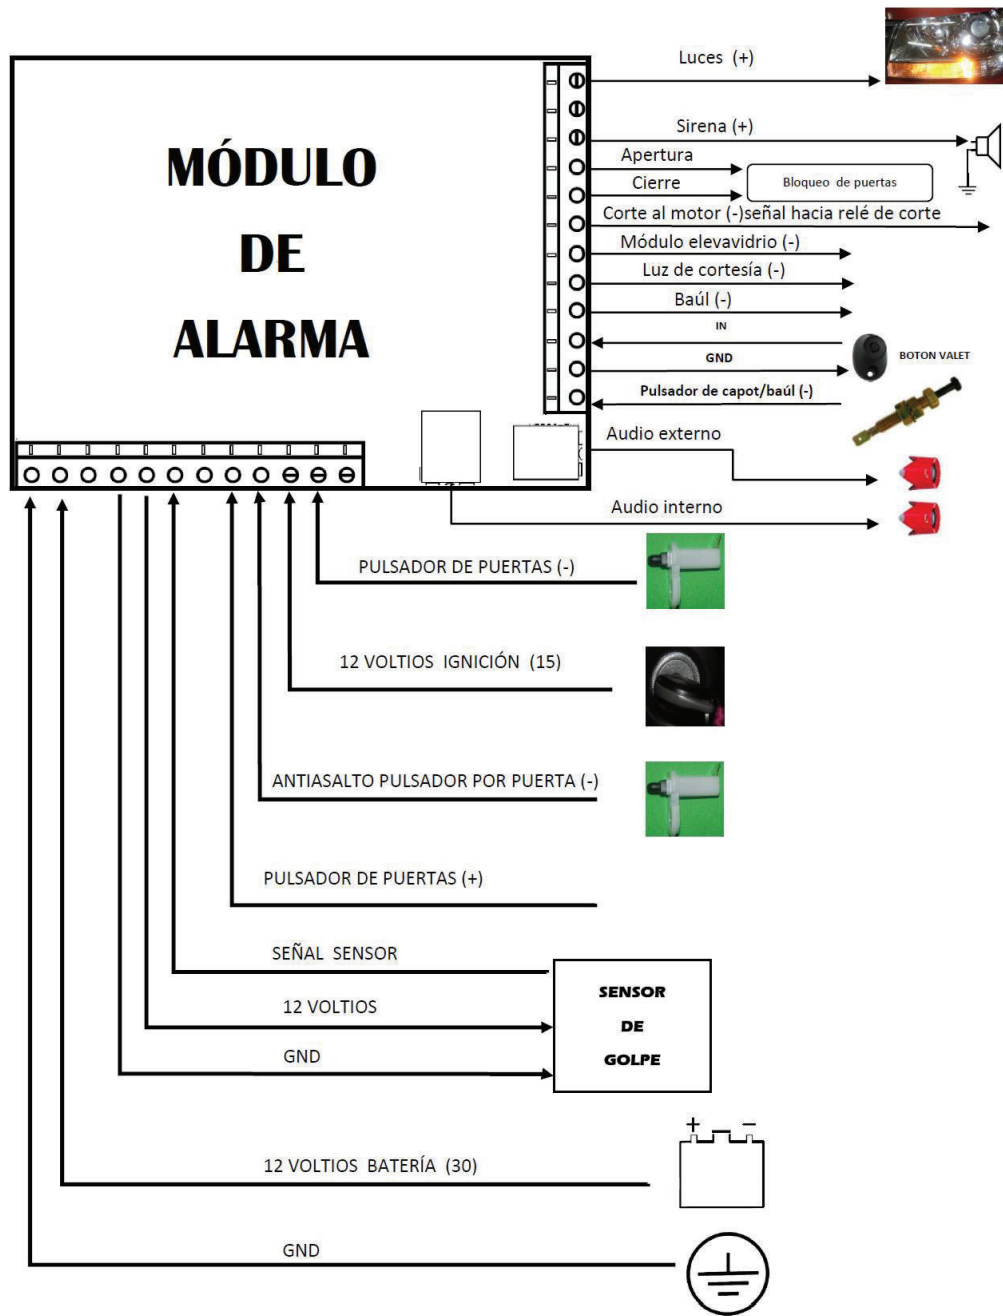 Luces (+)
MÓDULO
DE
ALARMA
Sirena (+)
Apertura
Cierre
Bloqueo de puertas
Corte al motor (-)señal hacia relé de corte
Módulo elevavidrio (-)
Luz de cortesía (-)
Baúl (-)
IN
GND
BOTON VALET
Pulsador de capot/baúl (-)
Audio externo
Audio interno
PULSADOR DE PUERTAS (-)
12 VOLTIOS IGNICIÓN (15)
ANTIASALTO PULSADOR POR PUERTA (-)
PULSADOR DE PUERTAS (+)
SEÑAL SENSOR
12 VOLTIOS
GND
SENSOR
DE
GOLPE
+ −
12 VOLTIOS BATERÍA (30)
GND